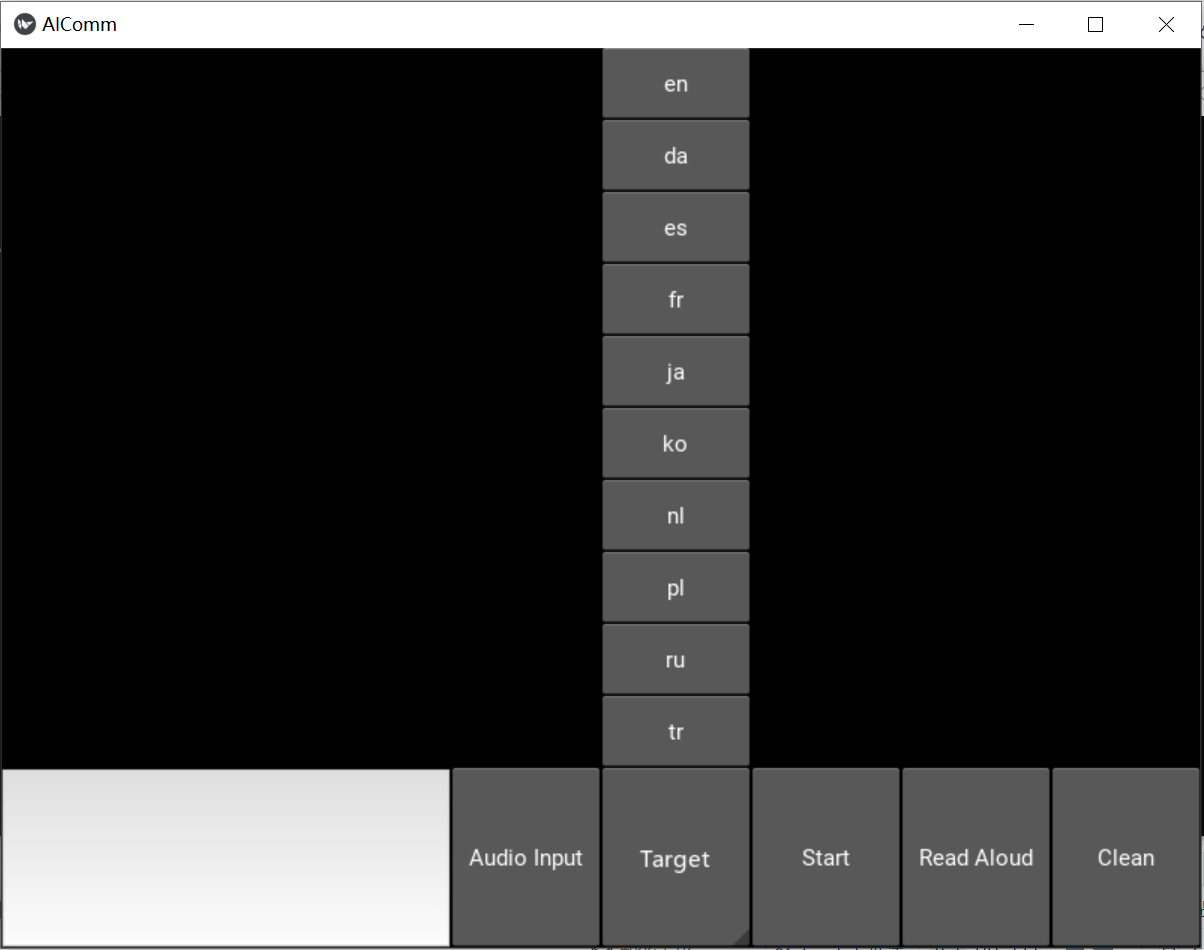 AIComm
en
da
es
fr
ja
ko
nl
pl
ru
tr
Audio Input
Target
Start
Read Aloud
Clean